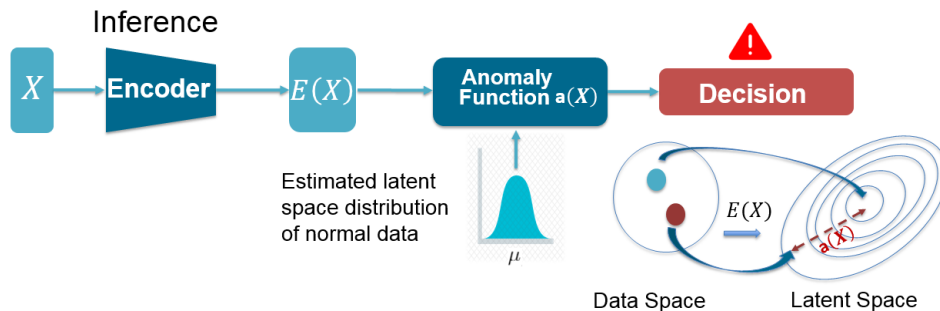 Inference
X
Encoder
E(X)
Anomaly
Function a(X)
Decision
Estimated latent
space distribution
of normal data
μ
E(X)
a(X)
Data Space
Latent Space